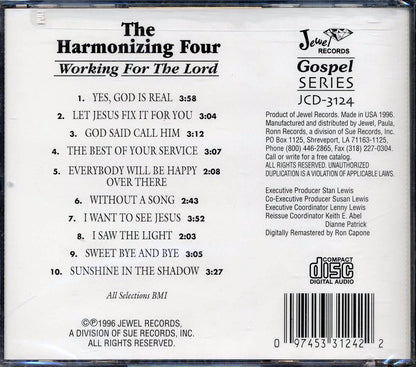 The
Harmonizing Four
Working For The Lord
1. YES, GOD IS REAL 3:58
2. LET JESUS FIX IT FOR YOU 2:04
3. GOD SAID CALL HIM 3:12
4. THE BEST OF YOUR SERVICE 3:07
5. EVERYBODY WILL BE HAPPY 2:08
OVER THERE
6. WITHOUT A SONG 2:43
7. I WANT TO SEE JESUS 3:52
8. I SAW THE LIGHT 2:03
9. SWEET BYE AND BYE 3:05
10. SUNSHINE IN THE SHADOW 3:27
All Selections BMI
©℗1996 JEWEL RECORDS,
A DIVISION OF SUE RECORDS, INC.
ALL RIGHTS RESERVED.
Jewel
RECORDS
Gospel
SERIES
JCD-3124
Product of Jewel Records. Made in USA 1996.
Manufactured and distributed by Jewel, Paula,
Ronn Records, a division of Sue Records, Inc.
PO Box 1125, Shreveport, LA 71163-1125
Phone (800) 446-2865, Fax (318) 227-0304.
Call or write for a free catalog.
ALL RIGHTS RESERVED. UNAUTHORIZED
DUPLICATION IS A VIOLATION OF APPLICABLE LAWS.
Executive Producer Stan Lewis
Co-Executive Producer Susan Lewis
Executive Coordinator Lenny Lewis
Reissue Coordinator Keith E. Abel
Dianne Patrick
Digitally Remastered by Ron Capone
COMPACT
disc
DIGITAL AUDIO
0 97453 31242 2